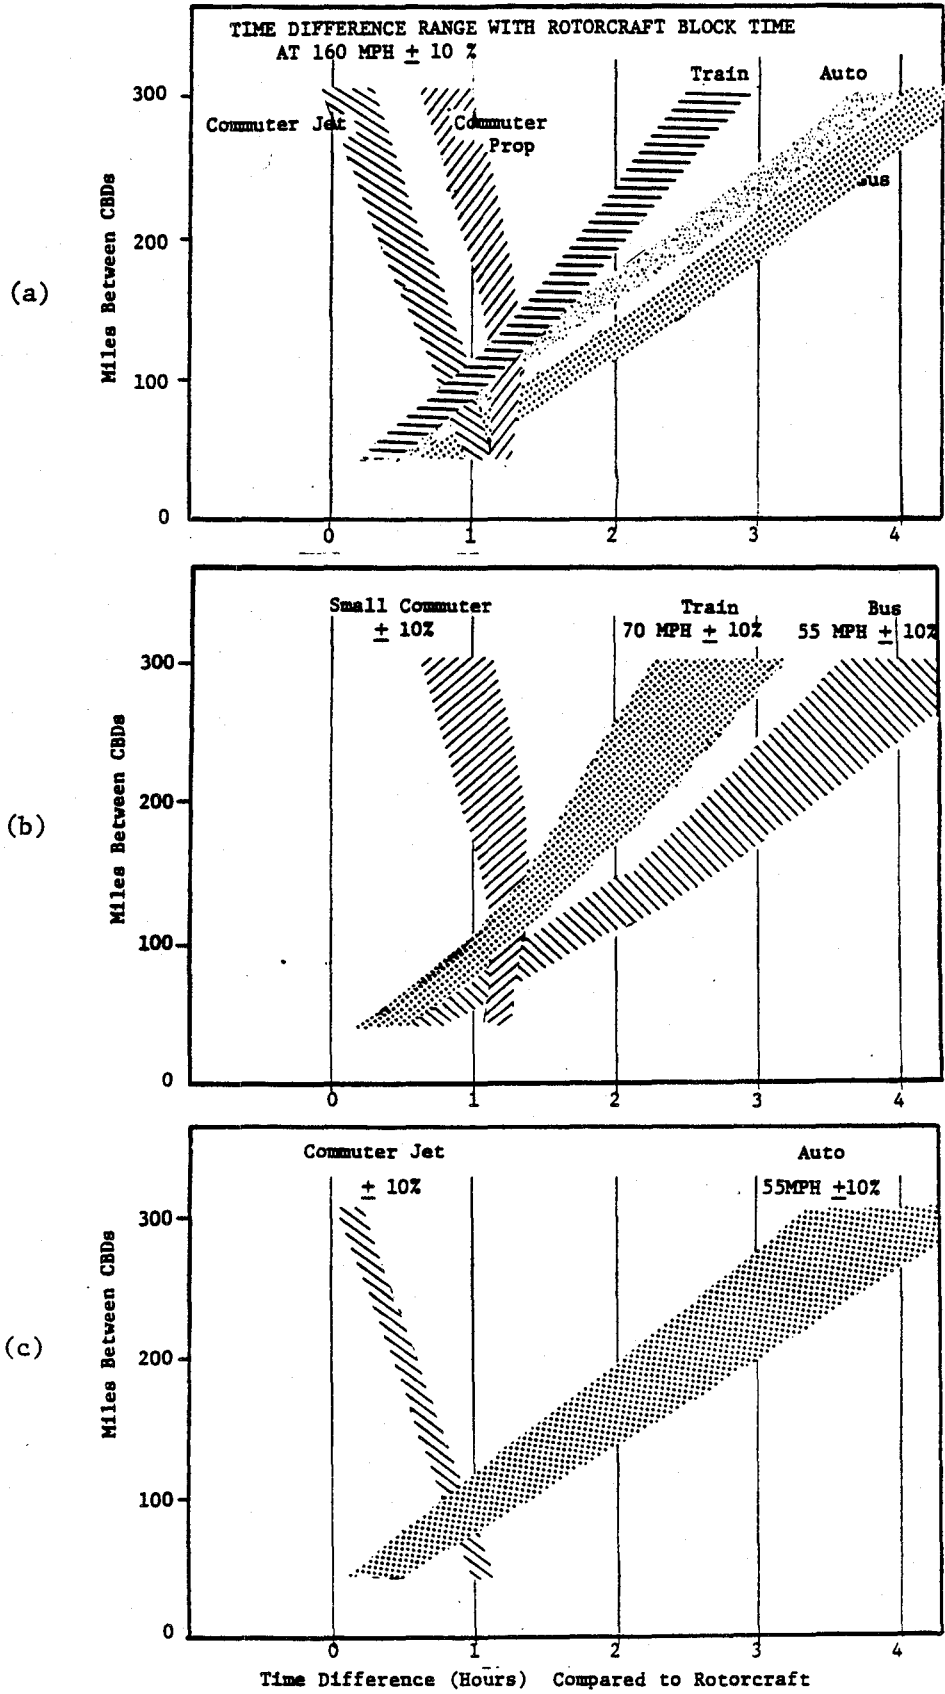 TIME DIFFERENCE RANGE WITH ROTORCRAFT BLOCK TIME
AT 160 MPH ± 10 %
Train
Auto
Commuter Jet
Commuter
Prop
Bus
(a)
Miles Between CBDs
300
200
100
0
0 1 2 3 4
Small Commuter
± 10%
Train
70 MPH ± 10%
Bus
55 MPH ± 10%
(b)
Miles Between CBDs
300
200
100
0
0 1 2 3 4
Commuter Jet
± 10%
Auto
55MPH ±10%
(c)
Miles Between CBDs
300
200
100
0
0 1 2 3 4
Time Difference (Hours) Compared to Rotorcraft